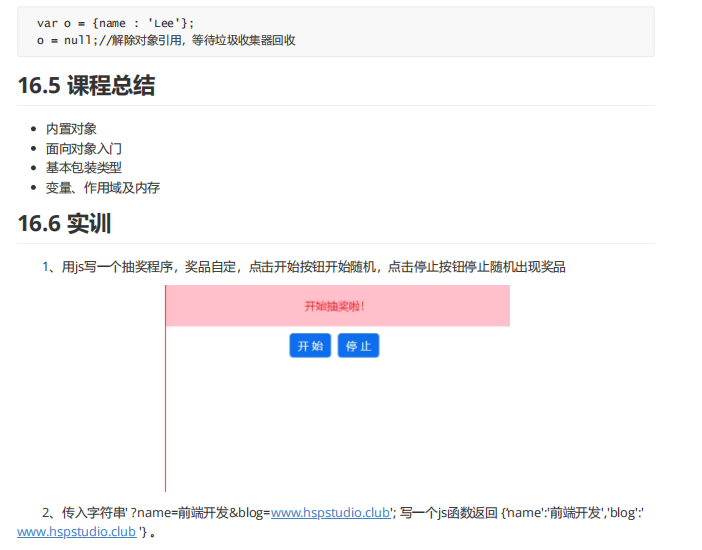 var o = {name : 'Lee'};
o = null;//解除对象引用，等待垃圾收集器回收
16.5 课程总结
内置对象
面向对象入门
基本包装类型
变量、作用域及内存
16.6 实训
1、用js写一个抽奖程序，奖品自定，点击开始按钮开始随机，点击停止按钮停止随机出现奖品
开始抽奖啦！
开 始 停 止
2、传入字符串' ?name=前端开发&blog=www.hspstudio.club'; 写一个js函数返回 {'name':'前端开发','blog':'
www.hspstudio.club '} 。